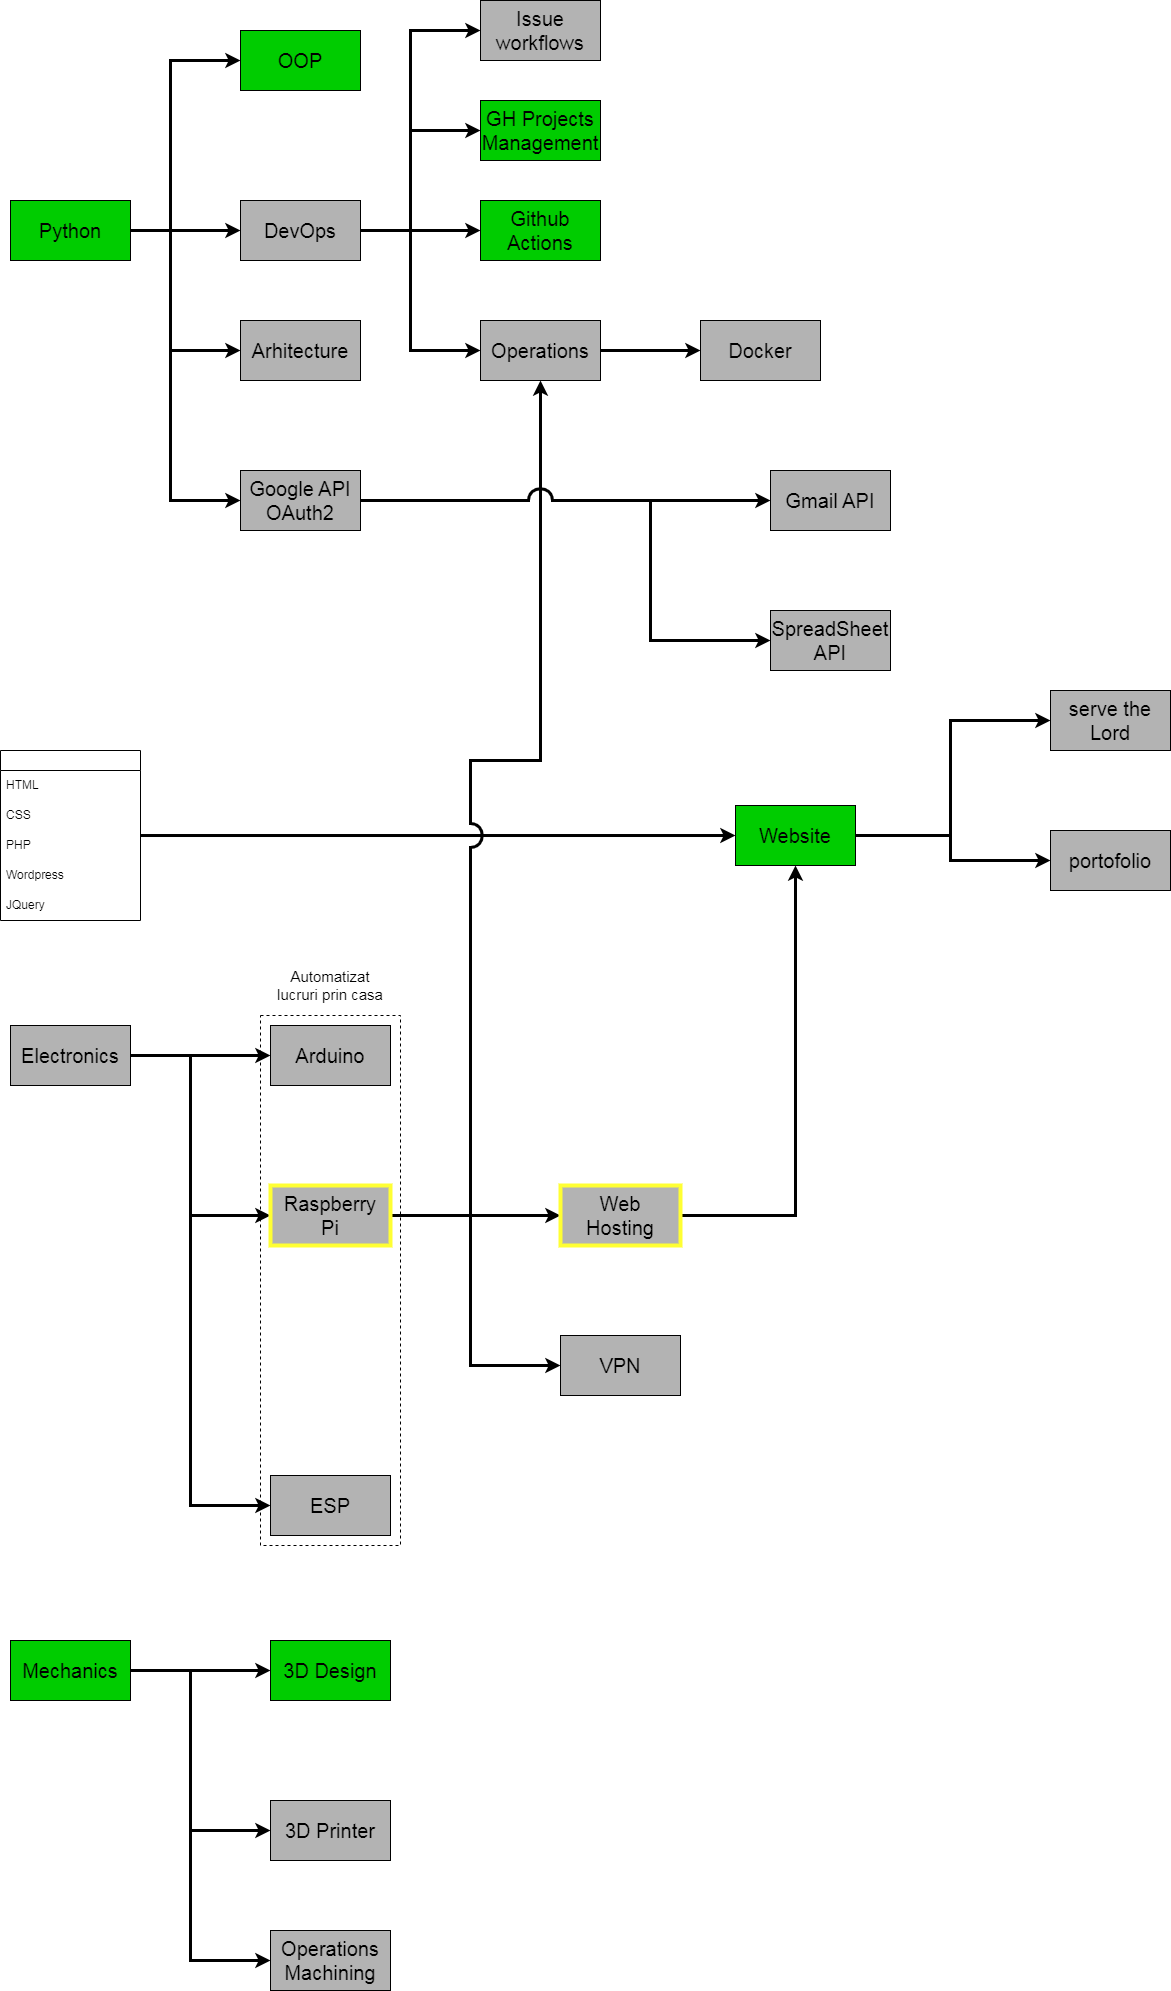 Issue
workflows
OOP
GH Projects
Management
Python
DevOps
Github
Actions
Arhitecture
Operations
Docker
Google API
OAuth2
Gmail API
SpreadSheet
API
serve the
Lord
HTML
CSS
PHP
Wordpress
JQuery
Website
portofolio
Automatizat
lucruri prin casa
Electronics
Arduino
Raspberry
Pi
Web
Hosting
VPN
ESP
Mechanics
3D Design
3D Printer
Operations
Machining